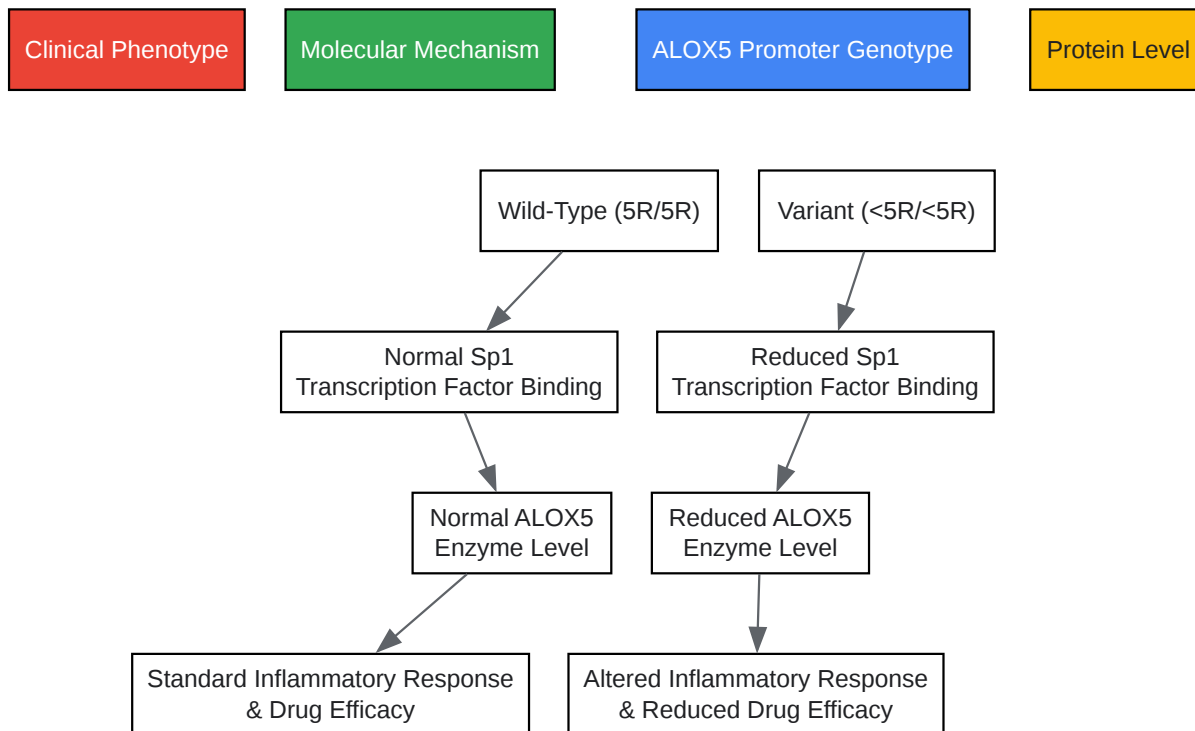 Clinical Phenotype
Molecular Mechanism
ALOX5 Promoter Genotype
Protein Level
Wild-Type (5R/5R)
Variant (<5R/<5R)
Normal Sp1
Transcription Factor Binding
Reduced Sp1
Transcription Factor Binding
Normal ALOX5
Enzyme Level
Reduced ALOX5
Enzyme Level
Standard Inflammatory Response
& Drug Efficacy
Altered Inflammatory Response
& Reduced Drug Efficacy